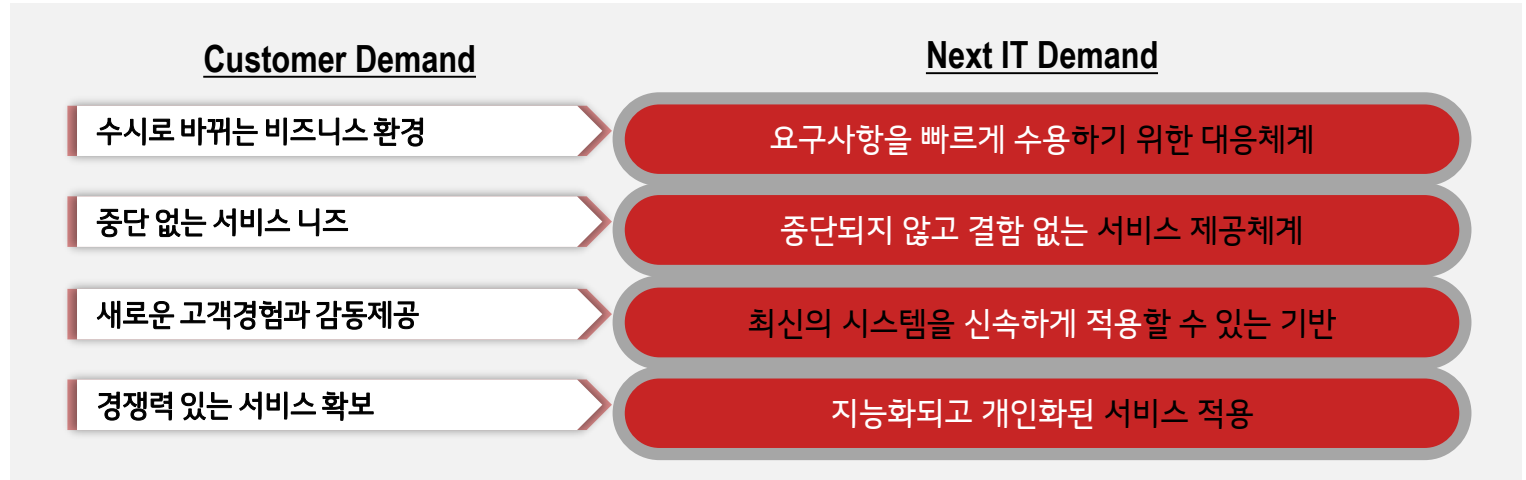 Customer Demand
Next IT Demand
수시로 바뀌는 비즈니스 환경
요구사항을 빠르게 수용하기 위한 대응체계
중단 없는 서비스 니즈
중단되지 않고 결함 없는 서비스 제공체계
새로운 고객경험과 감동제공
최신의 시스템을 신속하게 적용할 수 있는 기반
경쟁력 있는 서비스 확보
지능화되고 개인화된 서비스 적용